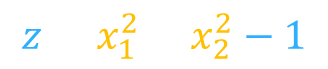 z x₁² x₂² − 1